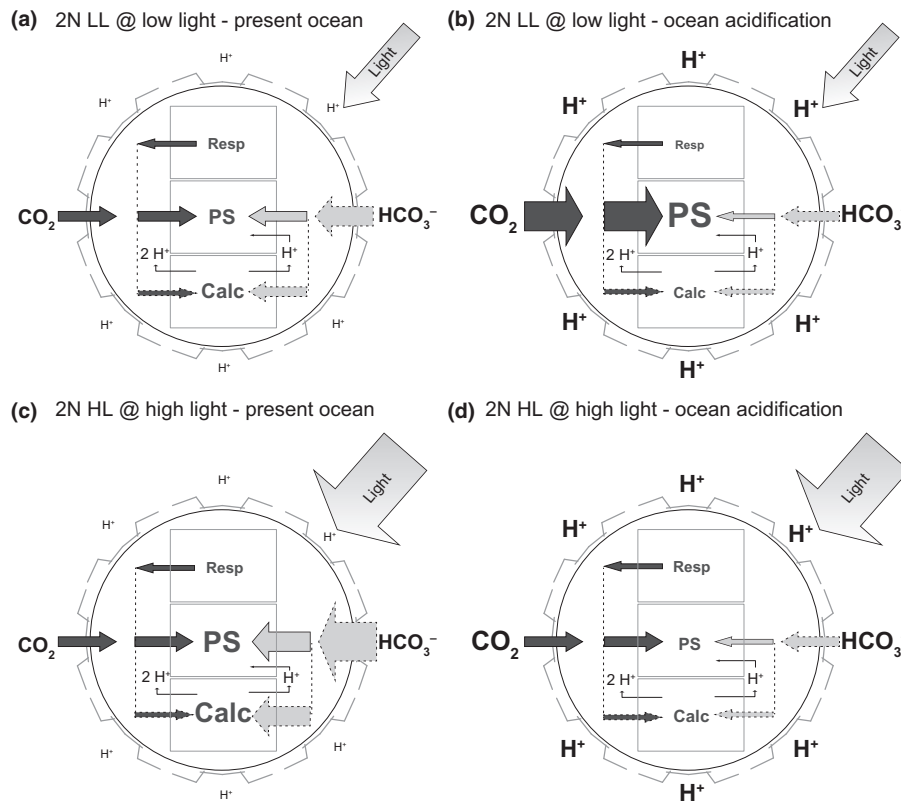 (a) 2N LL @ low light - present ocean
H⁺
Light
H⁺
H⁺
Resp
CO₂
PS
HCO₃⁻
2 H⁺
H⁺
Calc
H⁺
H⁺
H⁺
(b) 2N LL @ low light - ocean acidification
H⁺
Light
H⁺
H⁺
Resp
CO₂
PS
HCO₃
2 H⁺
H⁺
Calc
H⁺
H⁺
H⁺
(c) 2N HL @ high light - present ocean
H⁺
Light
H⁺
H⁺
Resp
CO₂
PS
HCO₃⁻
2 H⁺
H⁺
Calc
H⁺
H⁺
H⁺
(d) 2N HL @ high light - ocean acidification
H⁺
Light
H⁺
H⁺
Resp
CO₂
PS
HCO₃
2 H⁺
H⁺
Calc
H⁺
H⁺
H⁺